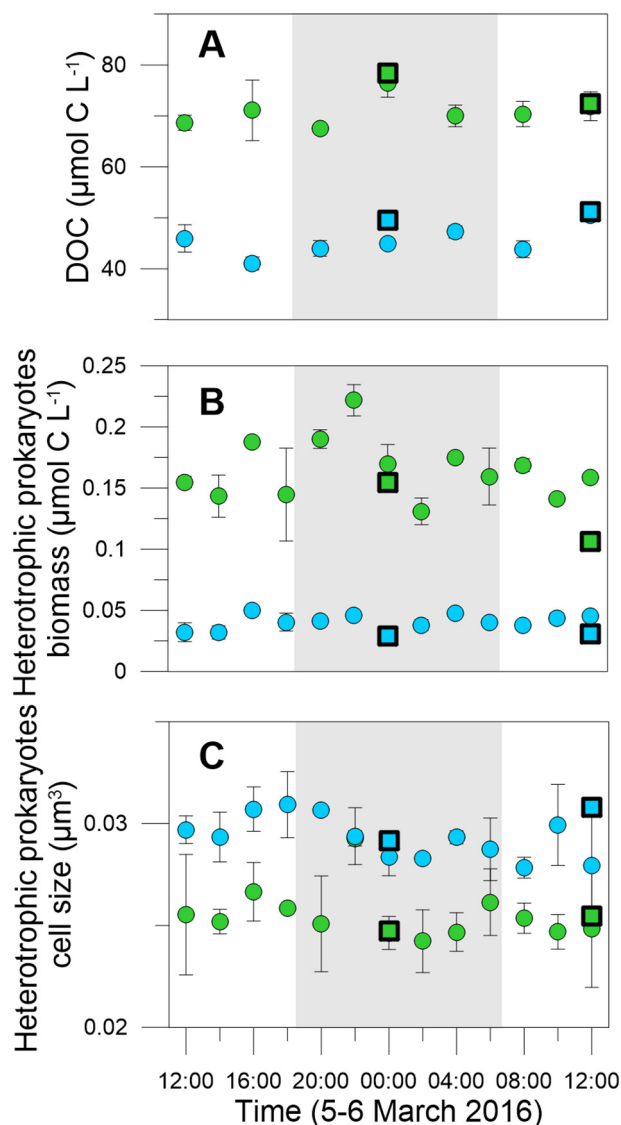 A
DOC (µmol C L-1)
80
60
40
B
Heterotrophic prokaryotes
biomass (µmol C L-1)
0.25
0.2
0.15
0.1
0.05
0
C
Heterotrophic prokaryotes
cell size (µm³)
0.03
0.02
12:00 16:00 20:00 00:00 04:00 08:00 12:00
Time (5-6 March 2016)